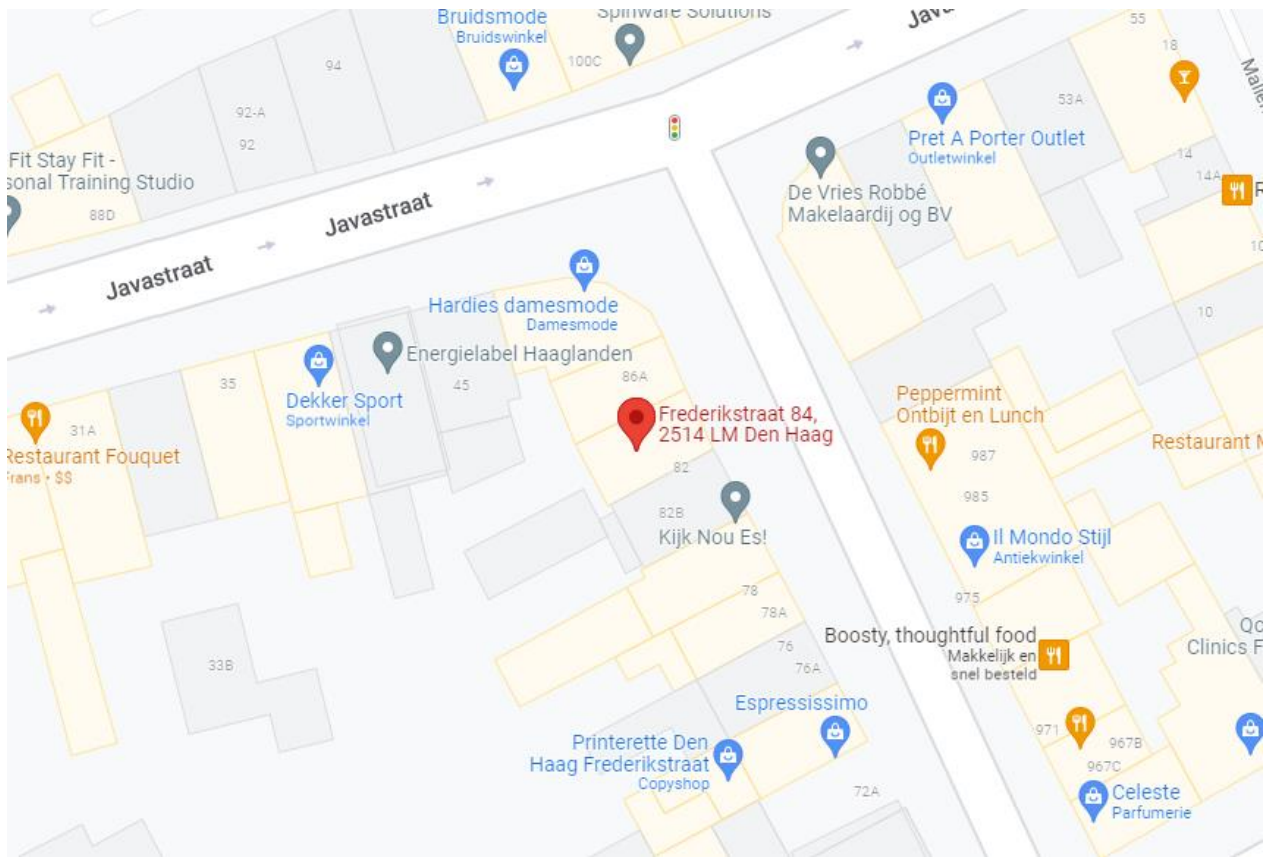 Bruidsmode
Bruidswinkel
Spinware Solutions
100C
94
92-A
92
Fit Stay Fit -
sonal Training Studio
88D
Javastraat
Javastraat
55
18
53A
Pret A Porter Outlet
Outletwinkel
14
14A
De Vries Robbé
Makelaardij og BV
10
Hardies damesmode
Damesmode
Energielabel Haaglanden
86A
35
45
Dekker Sport
Sportwinkel
31A
Restaurant Fouquet
Frans • $$
Frederikstraat 84,
2514 LM Den Haag
82
82B
Kijk Nou Es!
Peppermint
Ontbijt en Lunch
987
985
Restaurant
Il Mondo Stijl
Antiekwinkel
975
78
78A
76
76A
33B
Boosty, thoughtful food
Makkelijk en
snel besteld
Clinics F
Espressissimo
Printerette Den
Haag Frederikstraat
Copyshop
72A
971
967B
967C
Celeste
Parfumerie